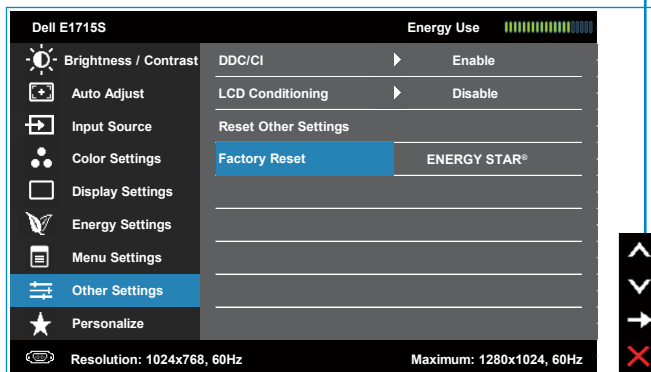 Dell E1715S Energy Use
Brightness / Contrast DDC/CI Enable
Auto Adjust LCD Conditioning Disable
Input Source Reset Other Settings
Color Settings Factory Reset ENERGY STAR®
Display Settings
Energy Settings
Menu Settings
Other Settings
Personalize
Resolution: 1024x768, 60Hz Maximum: 1280x1024, 60Hz